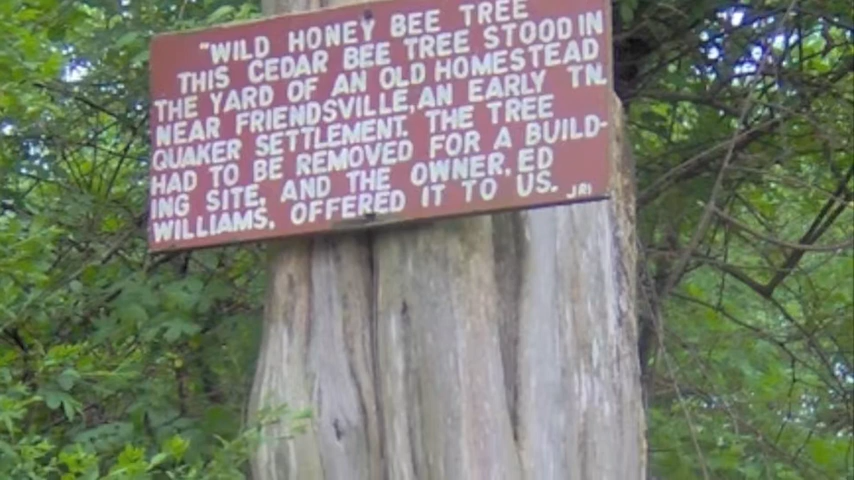 "WILD HONEY BEE TREE
THIS CEDAR BEE TREE STOOD IN
THE YARD OF AN OLD HOMESTEAD
NEAR FRIENDSVILLE, AN EARLY TN.
QUAKER SETTLEMENT. THE TREE
HAD TO BE REMOVED FOR A BUILD-
ING SITE, AND THE OWNER, ED
WILLIAMS, OFFERED IT TO US.